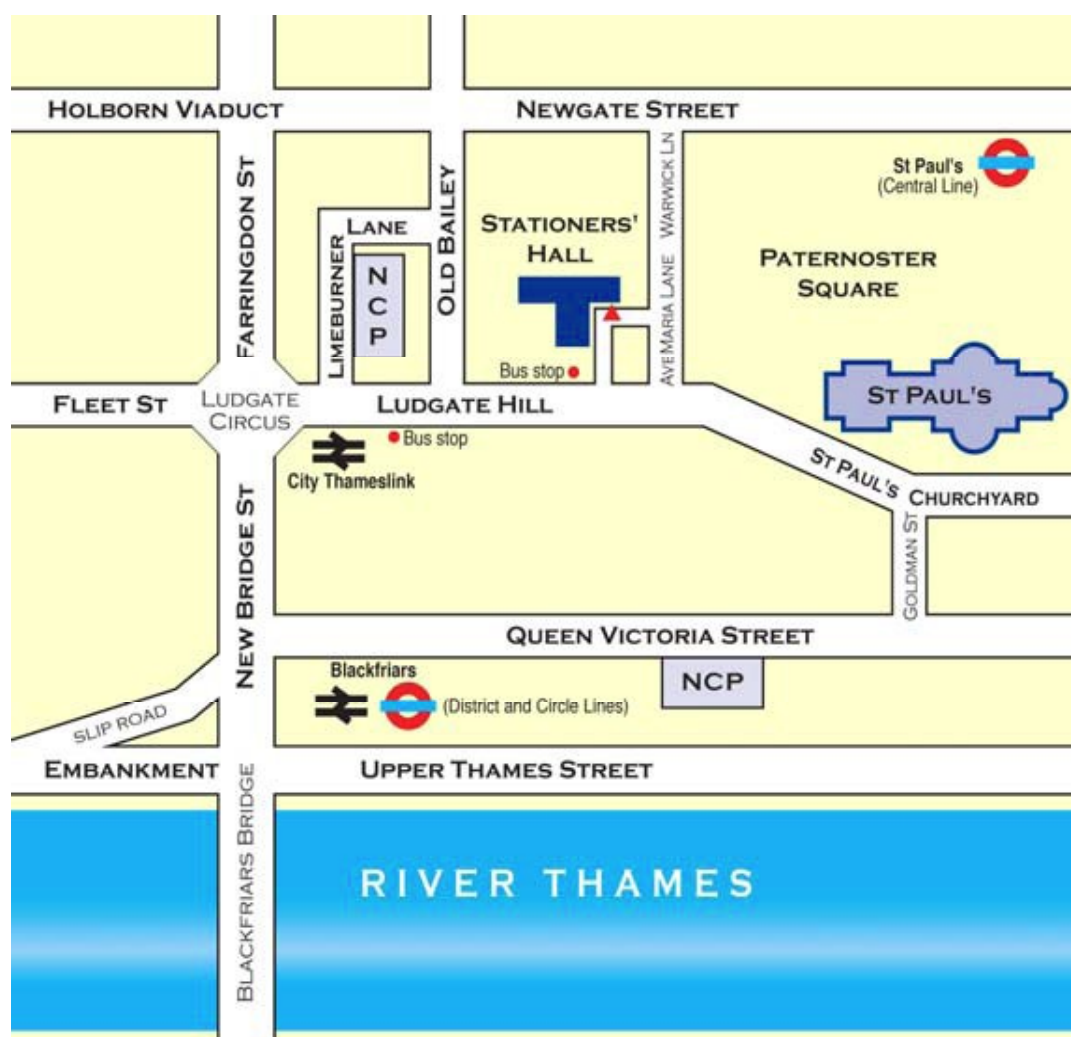 HOLBORN VIADUCT
NEWGATE STREET
FARRINGDON ST
OLD BAILEY
WARWICK LN
St Paul's
(Central Line)
LANE
LIMEBURNER
STATIONERS'
HALL
AVEMARIA LANE
PATERNOSTER
SQUARE
N
C
P
Bus stop
FLEET ST
LUDGATE
CIRCUS
LUDGATE HILL
ST PAUL'S
Bus stop
City Thameslink
ST PAUL'S
CHURCHYARD
NEW BRIDGE ST
GOLDMAN ST
QUEEN VICTORIA STREET
Blackfriars
(District and Circle Lines)
NCP
SLIP ROAD
EMBANKMENT
UPPER THAMES STREET
BLACKFRIARS BRIDGE
RIVER THAMES